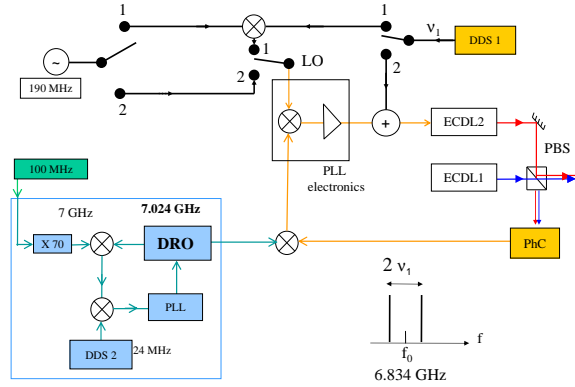 1
1
ν₁
DDS 1
~
190 MHz
1
LO
2
2
2
+
ECDL2
PLL
electronics
PBS
100 MHz
ECDL1
7 GHz
7.024 GHz
X 70
DRO
PhC
PLL
2 ν₁
DDS 2
24 MHz
f
f₀
6.834 GHz